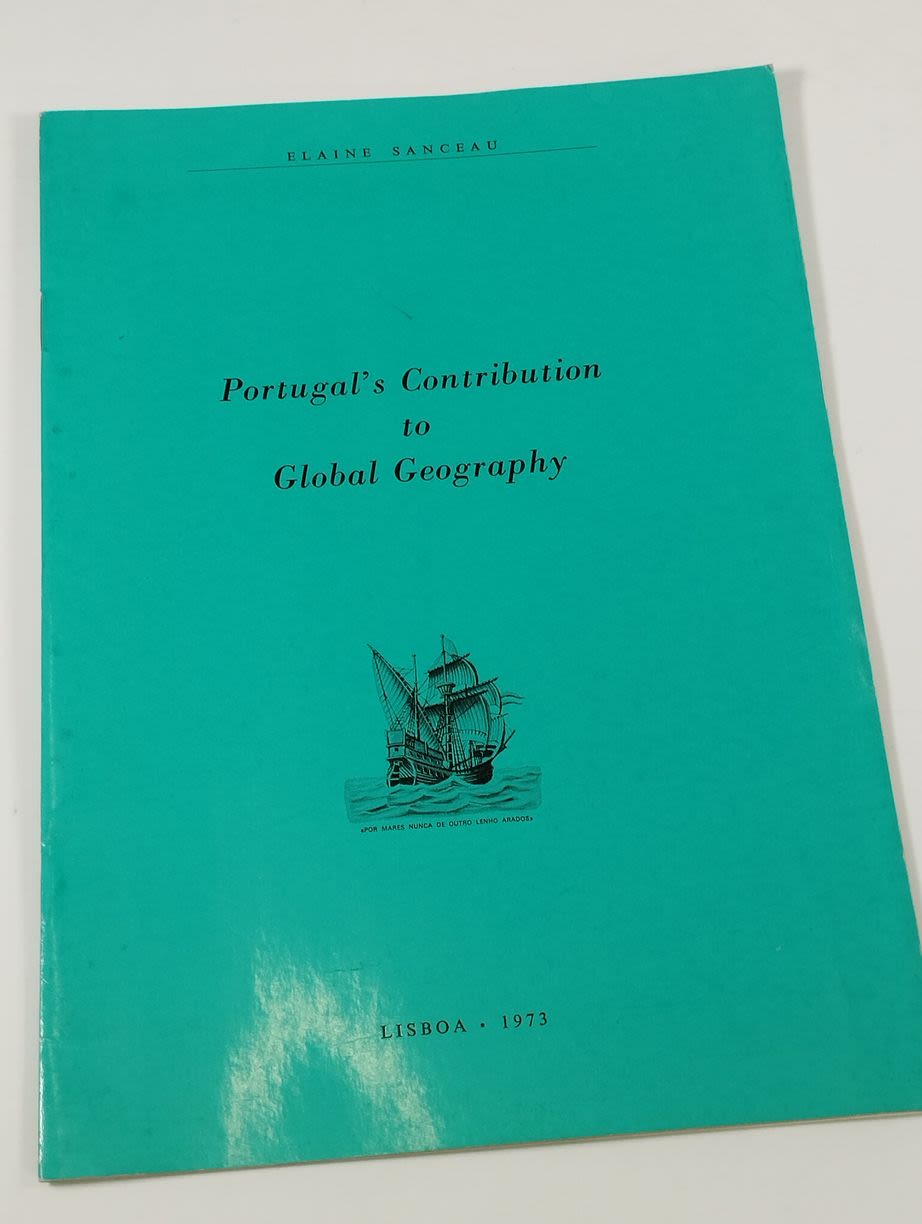 ELAINE SANCEAU
Portugal's Contribution
to
Global Geography
«POR MARES NUNCA DE OUTRO LENHO ARADOS»
LISBOA • 1973